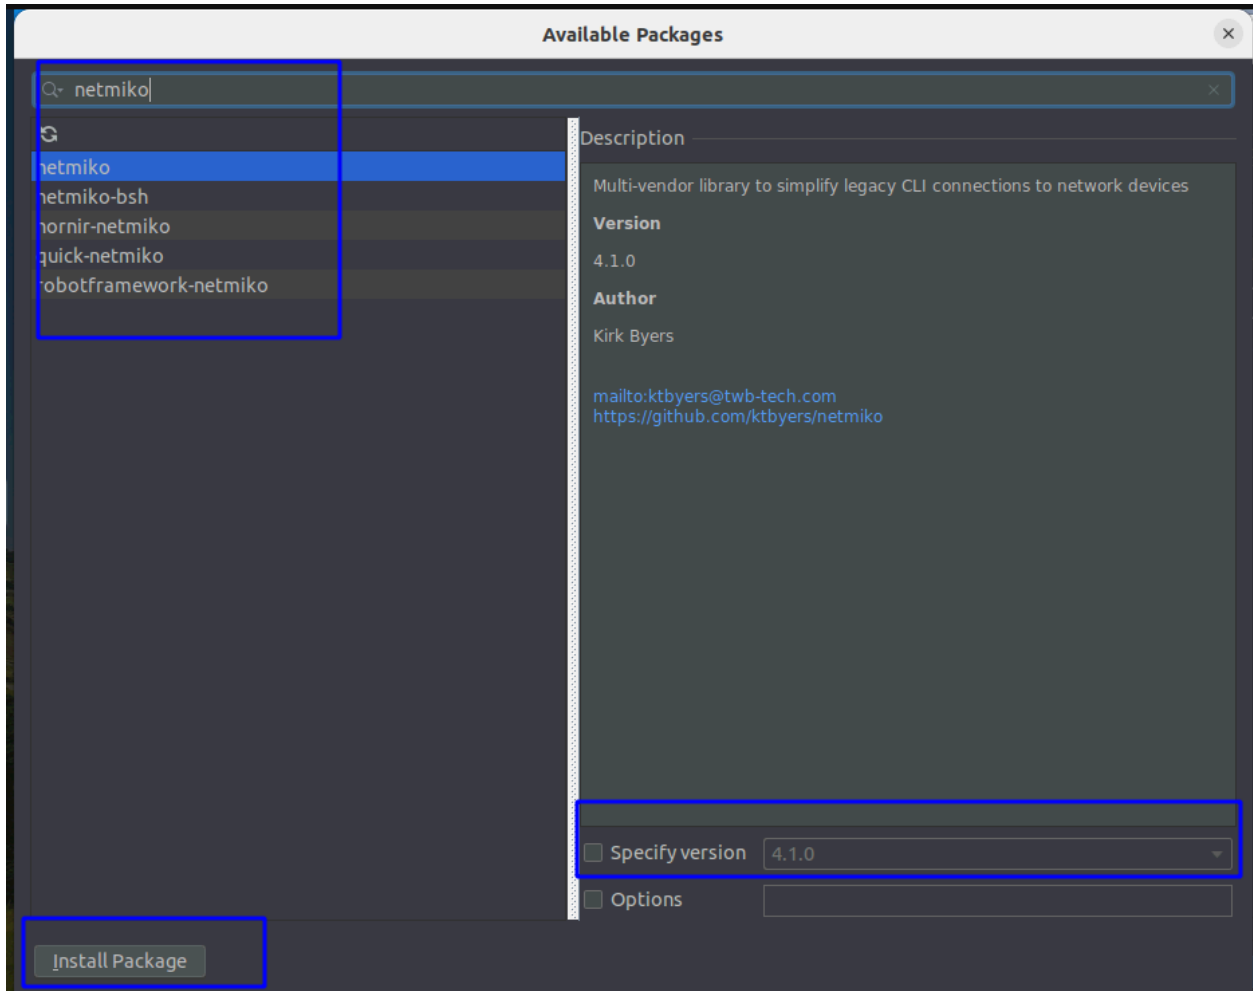 Available Packages
netmiko
netmiko
netmiko-bsh
nornir-netmiko
quick-netmiko
robotframework-netmiko
Description
Multi-vendor library to simplify legacy CLI connections to network devices
Version
4.1.0
Author
Kirk Byers
mailto:ktbyers@twb-tech.com
https://github.com/ktbyers/netmiko
Specify version 4.1.0
Options
Install Package